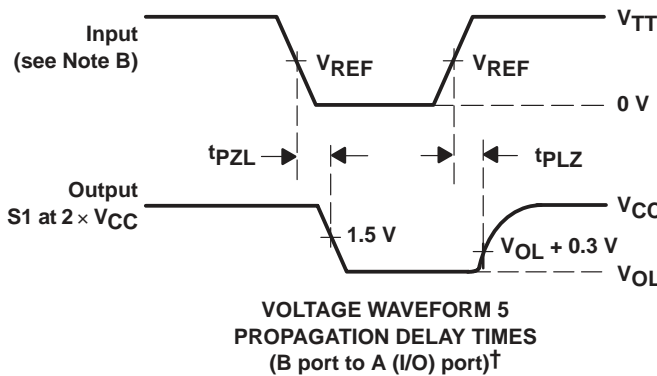 Input
(see Note B)
VREF
VREF
VTT
0 V
tPZL
tPLZ
Output
S1 at 2 × VCC
1.5 V
VOL + 0.3 V
VCC
VOL
VOLTAGE WAVEFORM 5
PROPAGATION DELAY TIMES
(B port to A (I/O) port)†